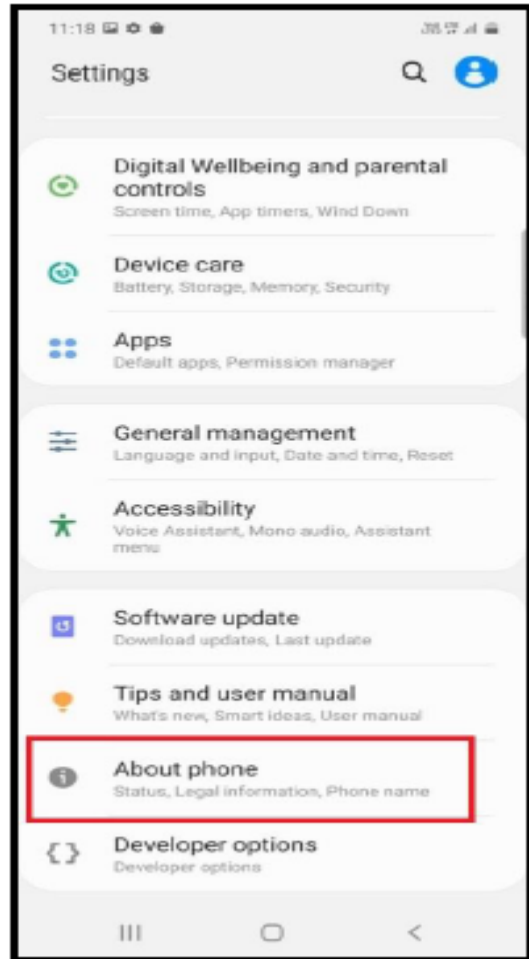 11:18
Settings
Digital Wellbeing and parental
controls
Screen time, App timers, Wind Down
Device care
Battery, Storage, Memory, Security
Apps
Default apps, Permission manager
General management
Language and input, Date and time, Reset
Accessibility
Voice Assistant, Mono audio, Assistant
menu
Software update
Download updates, Last update
Tips and user manual
What's new, Smart ideas, User manual
About phone
Status, Legal information, Phone name
Developer options
Developer options